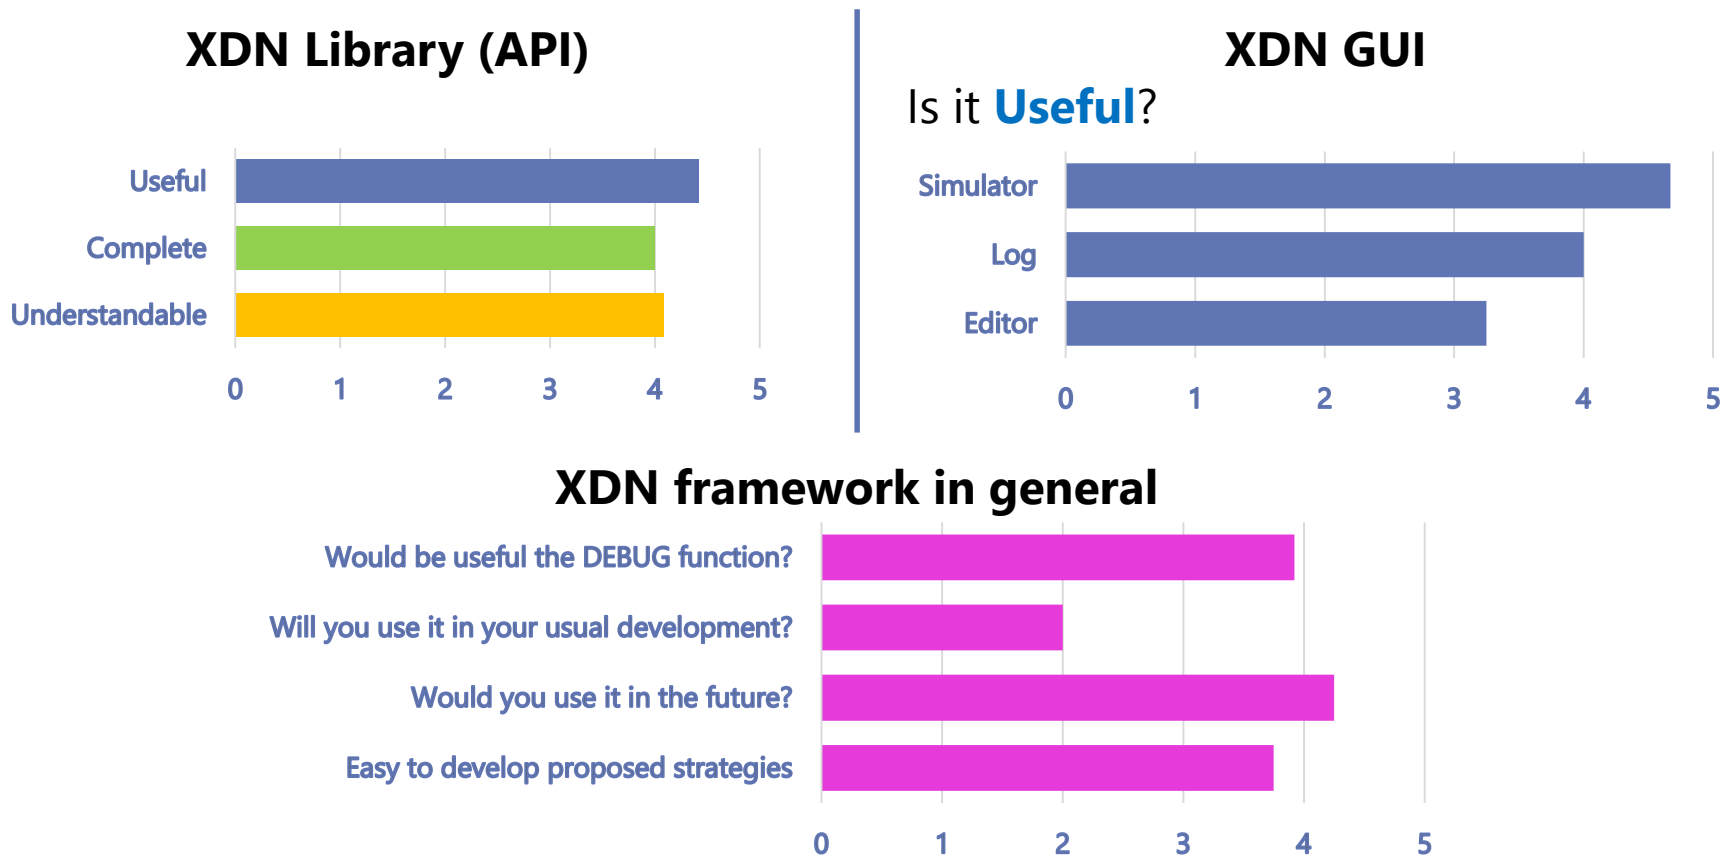 XDN Library (API)
Useful
Complete
Understandable
0 1 2 3 4 5
XDN GUI
Is it Useful?
Simulator
Log
Editor
0 1 2 3 4 5
XDN framework in general
Would be useful the DEBUG function?
Will you use it in your usual development?
Would you use it in the future?
Easy to develop proposed strategies
0 1 2 3 4 5